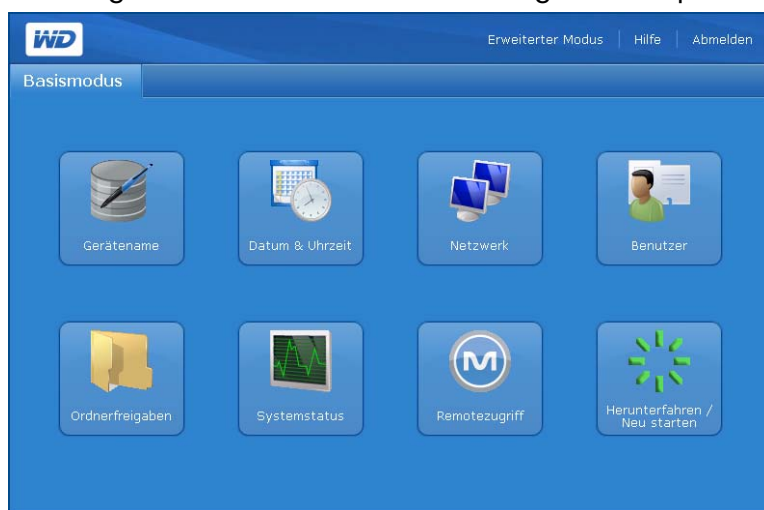 WD
Erweiterter Modus | Hilfe | Abmelden
Basismodus
Gerätename
Datum & Uhrzeit
Netzwerk
Benutzer
Ordnerfreigaben
Systemstatus
M
Remotezugriff
Herunterfahren /
Neu starten